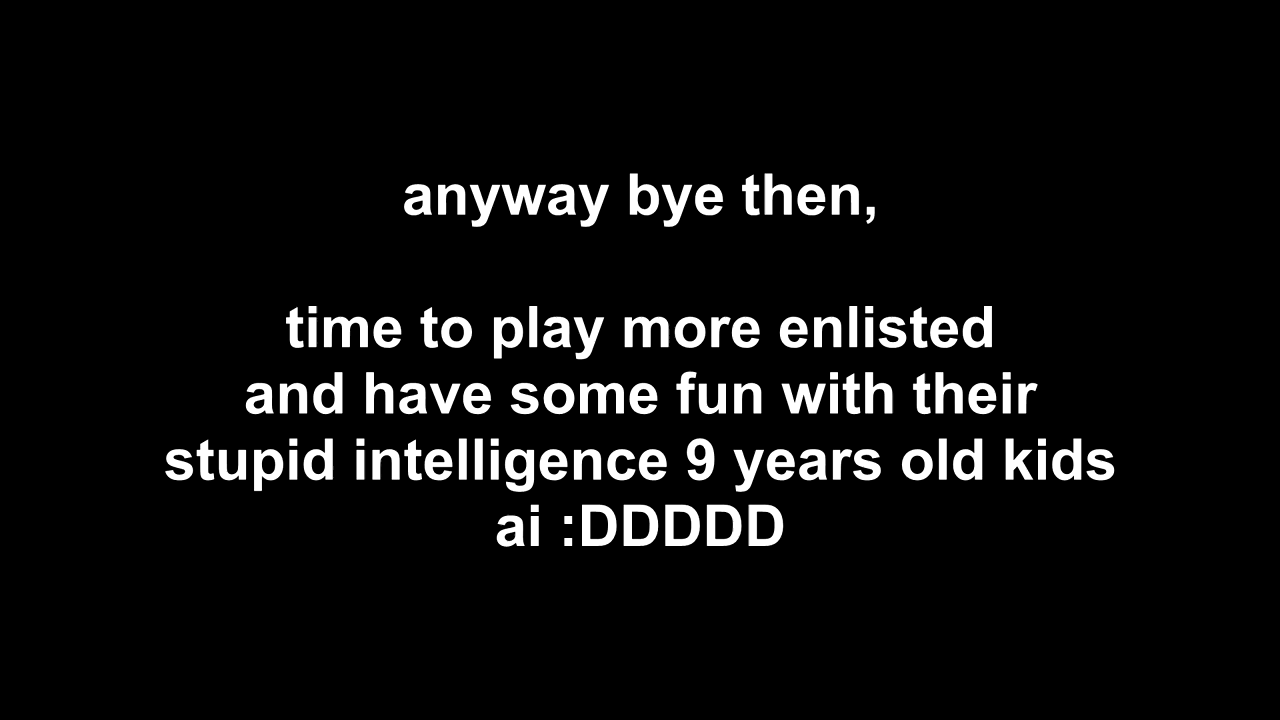 anyway bye then,
time to play more enlisted
and have some fun with their
stupid intelligence 9 years old kids
ai :DDDDD